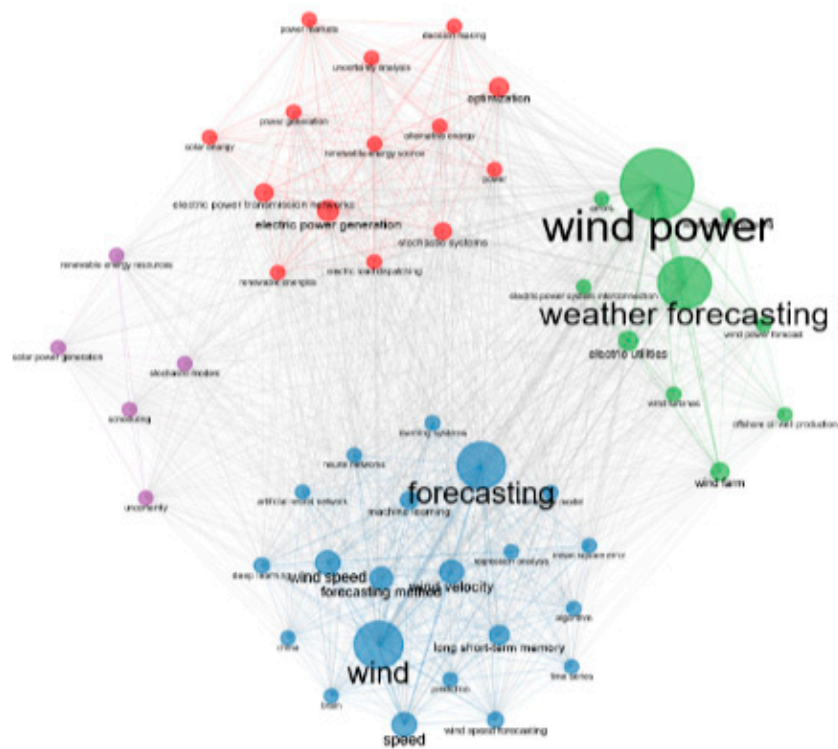 power markets
decision making
uncertainty analysis
optimization
power generation
alternative energy
solar energy
renewable energy source
power
electric power transmission networks
electric power generation
stochastic systems
renewable energies
electric load dispatching
errors
wind power
electric power system interconnection
weather forecasting
wind power forecast
electric utilities
wind turbines
offshore oil well production
wind farm
renewable energy resources
solar power generation
stochastic models
scheduling
uncertainty
learning systems
neural networks
forecasting
artificial neural network
machine learning
model
regression analysis
mean square error
deep learning
wind speed
forecasting method
wind velocity
algorithm
china
wind
long short-term memory
time series
prediction
brain
speed
wind speed forecasting